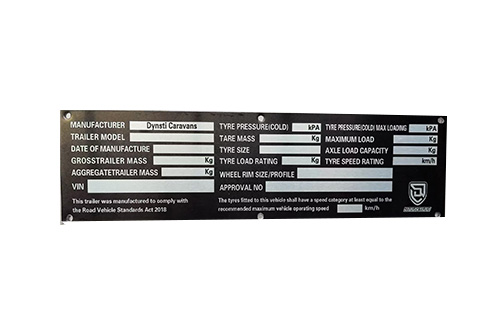 MANUFACTURER Dynsti Caravans TYRE PRESSURE(COLD) kPA TYRE PRESSURE(COLD) MAX LOADING kPA
TRAILER MODEL TARE MASS Kg MAXIMUM LOAD Kg
DATE OF MANUFACTURE TYRE SIZE AXLE LOAD CAPACITY Kg
GROSSTRAILER MASS Kg TYRE LOAD RATING Kg TYRE SPEED RATING km/h
AGGREGATETRAILER MASS Kg WHEEL RIM SIZE/PROFILE
VIN APPROVAL NO
This trailer was manufactured to comply with
the Road Vehicle Standards Act 2018
The tyres fitted to this vehicle shall have a speed category at least equal to the
recommended maximum vehicle operating speed km/h